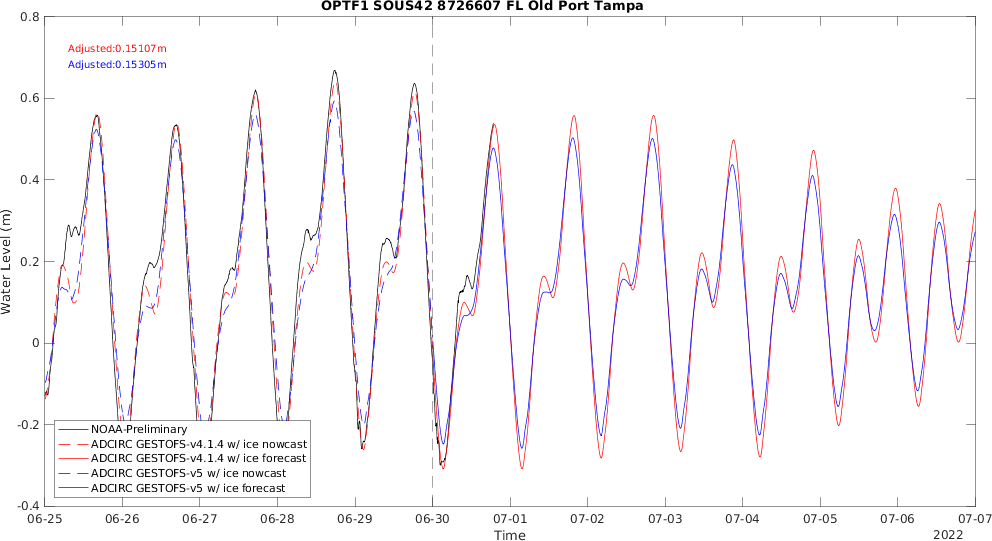 OPTF1 SOUS42 8726607 FL Old Port Tampa
Adjusted:0.15107m
Adjusted:0.15305m
0.8
0.6
0.4
0.2
0
-0.2
-0.4
Water Level (m)
NOAA-Preliminary
ADCIRC GESTOFS-v4.1.4 w/ ice nowcast
ADCIRC GESTOFS-v4.1.4 w/ ice forecast
ADCIRC GESTOFS-v5 w/ ice nowcast
ADCIRC GESTOFS-v5 w/ ice forecast
06-25 06-26 06-27 06-28 06-29 06-30 07-01 07-02 07-03 07-04 07-05 07-06 07-07
Time
2022